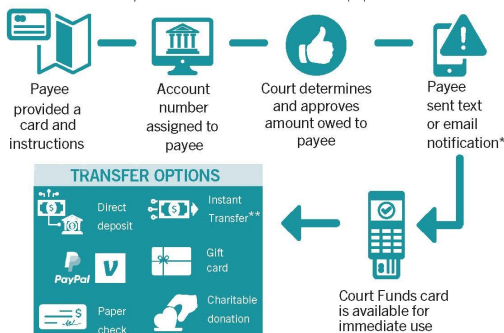 Payee
provided a
card and
instructions
Account
number
assigned to
payee
Court determines
and approves
amount owed to
payee
Payee
sent text
or email
notification*
Court Funds card
is available for
immediate use
TRANSFER OPTIONS
Direct
deposit
Instant
Transfer**
PayPal
Gift
card
Paper
check
Charitable
donation